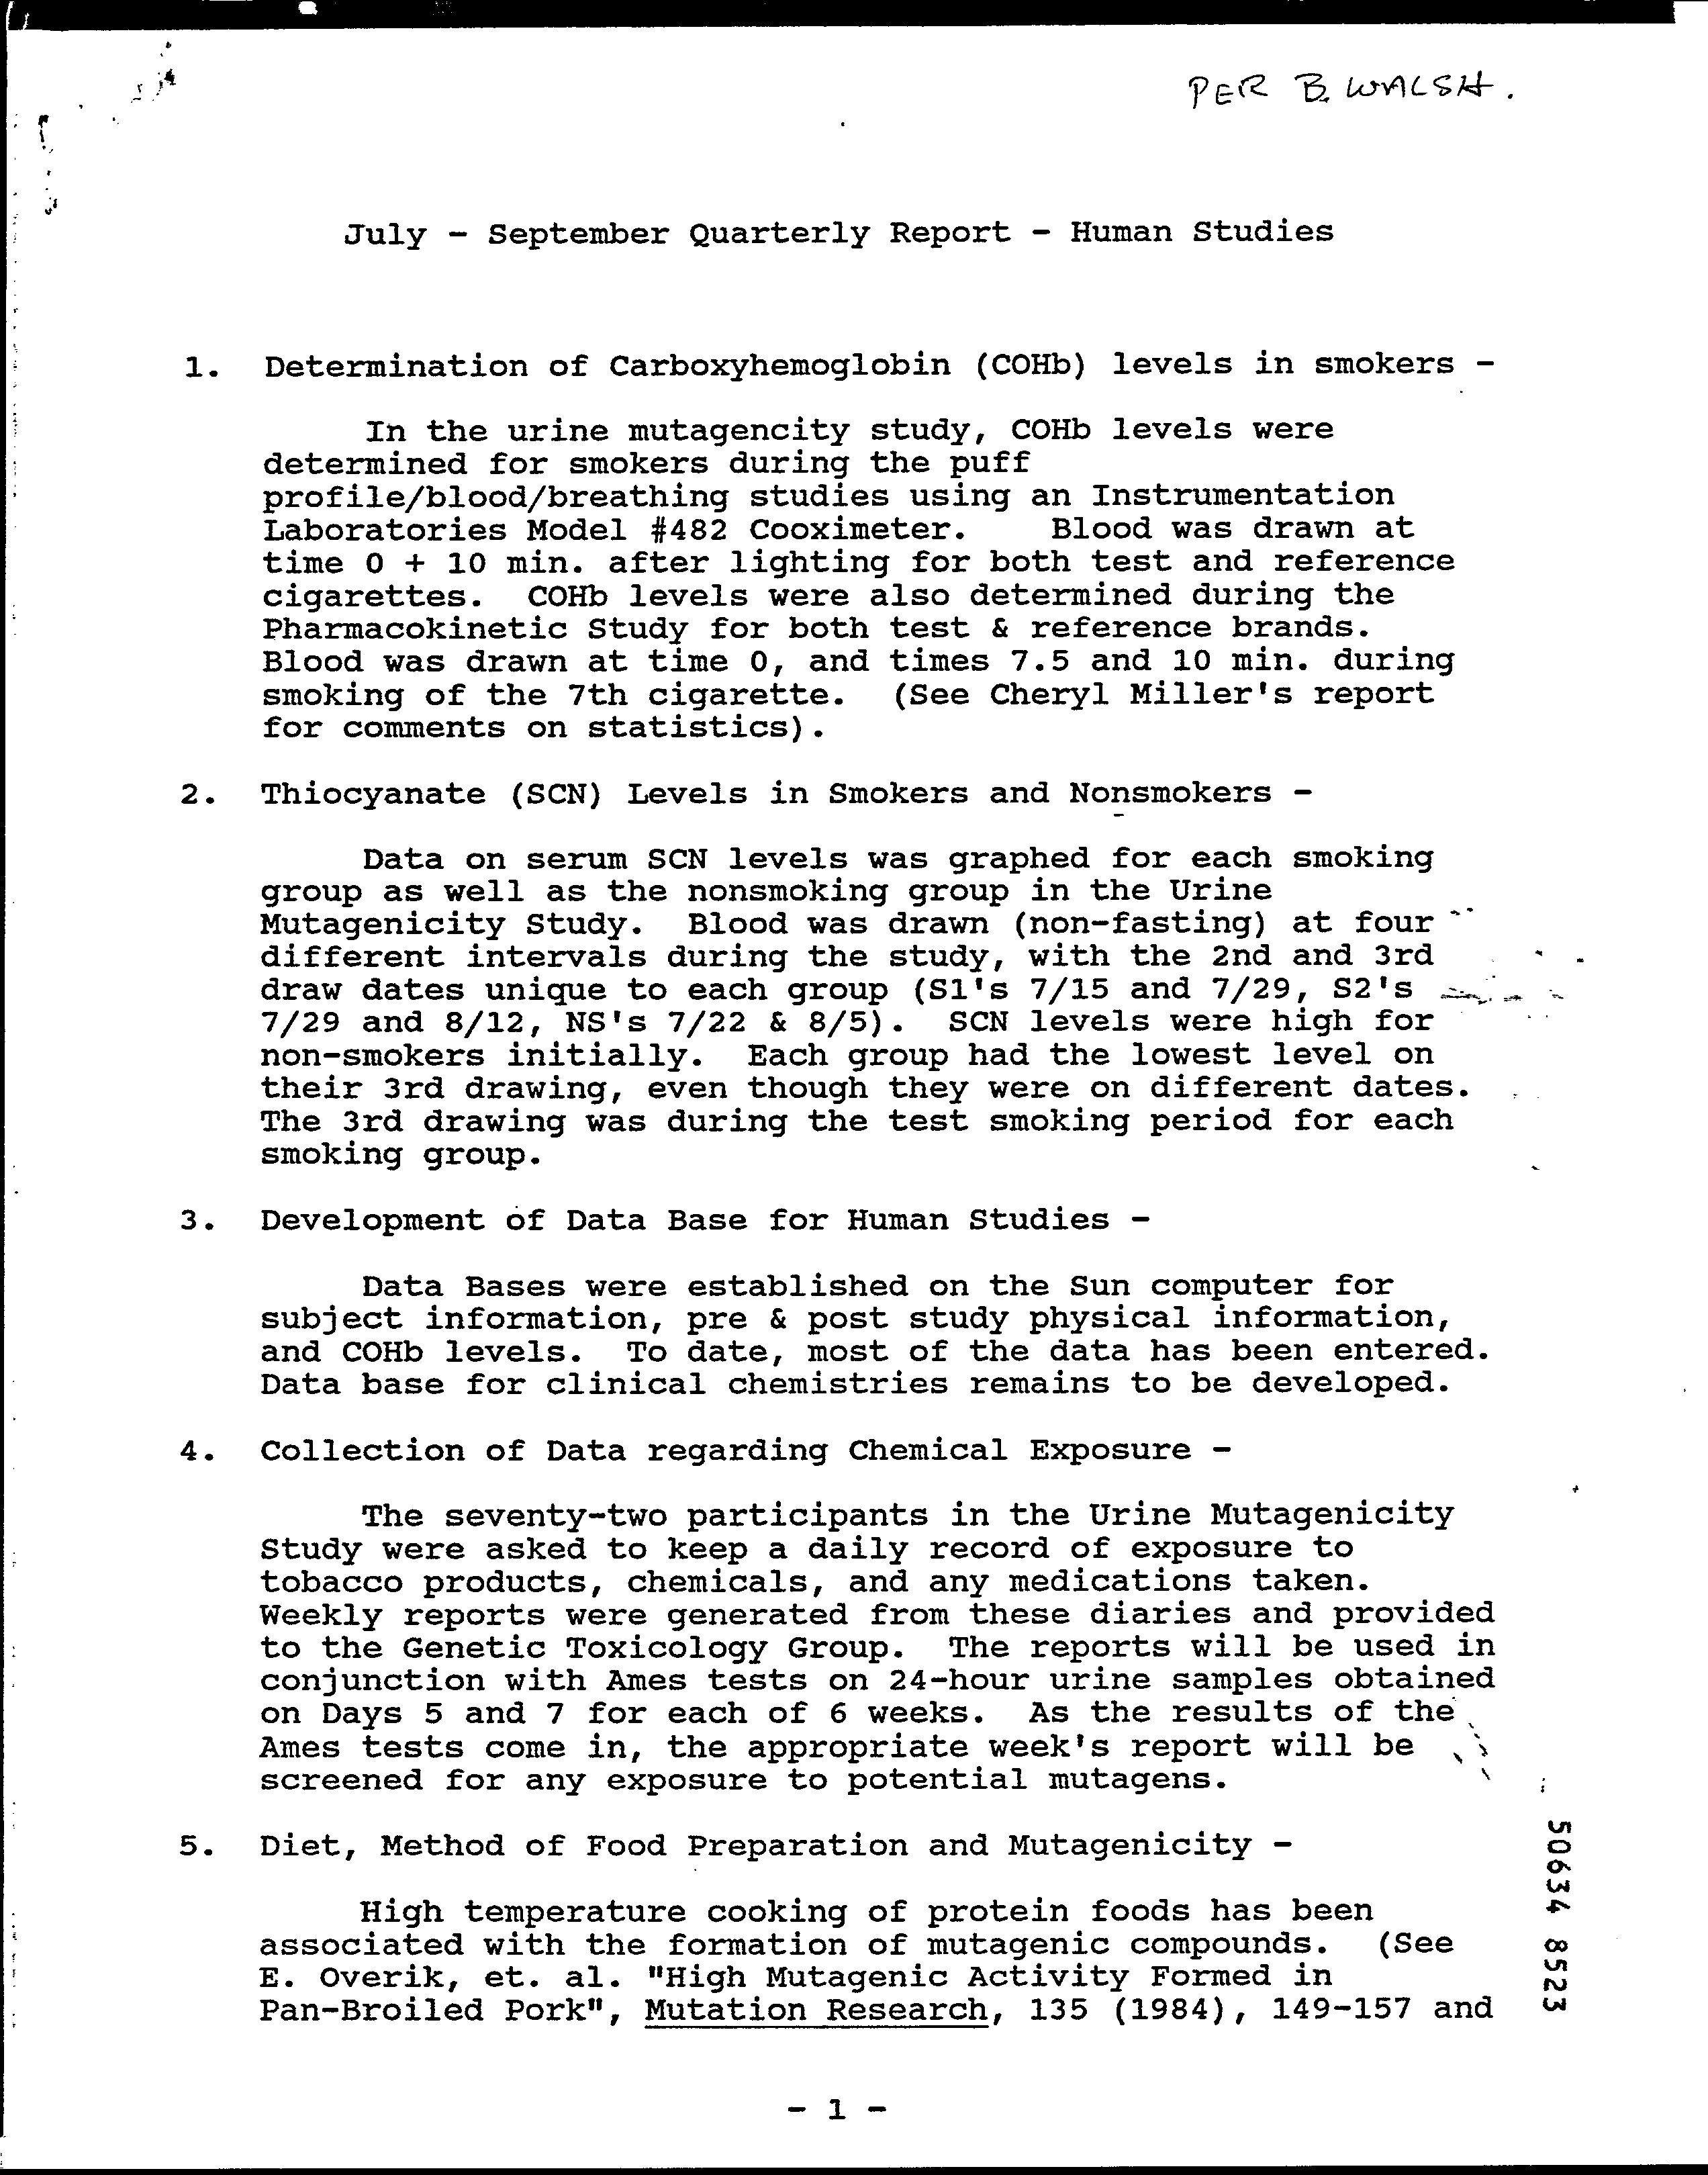 PER B. WALSH.
July - September Quarterly Report - Human Studies
1. Determination of Carboxyhemoglobin (COHb) levels in smokers -
In the urine mutagencity study, COHb levels were
determined for smokers during the puff
profile/blood/breathing studies using an Instrumentation
Laboratories Model #482 Cooximeter. Blood was drawn at
time 0 + 10 min. after lighting for both test and reference
cigarettes. COHb levels were also determined during the
Pharmacokinetic Study for both test & reference brands.
Blood was drawn at time 0, and times 7.5 and 10 min. during
smoking of the 7th cigarette. (See Cheryl Miller's report
for comments on statistics).
2. Thiocyanate (SCN) Levels in Smokers and Nonsmokers -
Data on serum SCN levels was graphed for each smoking
group as well as the nonsmoking group in the Urine
Mutagenicity Study. Blood was drawn (non-fasting) at four
different intervals during the study, with the 2nd and 3rd
draw dates unique to each group (S1's 7/15 and 7/29, S2's
7/29 and 8/12, NS's 7/22 & 8/5). SCN levels were high for
non-smokers initially. Each group had the lowest level on
their 3rd drawing, even though they were on different dates.
The 3rd drawing was during the test smoking period for each
smoking group.
3. Development of Data Base for Human Studies -
Data Bases were established on the Sun computer for
subject information, pre & post study physical information,
and COHb levels. To date, most of the data has been entered.
Data base for clinical chemistries remains to be developed.
4. Collection of Data regarding Chemical Exposure -
The seventy-two participants in the Urine Mutagenicity
Study were asked to keep a daily record of exposure to
tobacco products, chemicals, and any medications taken.
Weekly reports were generated from these diaries and provided
to the Genetic Toxicology Group. The reports will be used in
conjunction with Ames tests on 24-hour urine samples obtained
on Days 5 and 7 for each of 6 weeks. As the results of the
Ames tests come in, the appropriate week's report will be
screened for any exposure to potential mutagens.
5. Diet, Method of Food Preparation and Mutagenicity -
High temperature cooking of protein foods has been
associated with the formation of mutagenic compounds. (See
E. Overik, et. al. "High Mutagenic Activity Formed in
Pan-Broiled Pork", Mutation Research, 135 (1984), 149-157 and
50634 8523
- 1 -